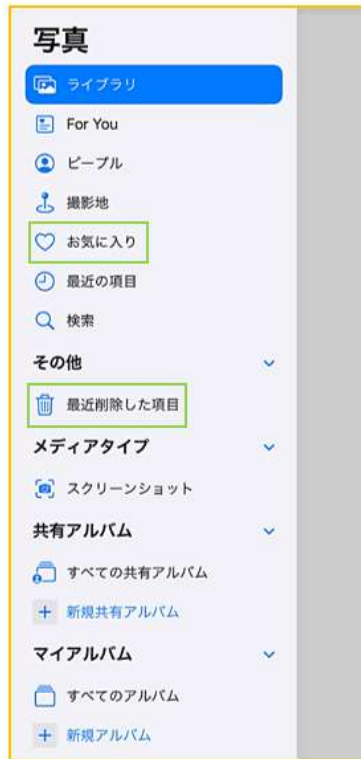 写真
ライブラリ
For You
ピープル
撮影地
お気に入り
最近の項目
検索
その他
最近削除した項目
メディアタイプ
スクリーンショット
共有アルバム
すべての共有アルバム
新規共有アルバム
マイアルバム
すべてのアルバム
新規アルバム